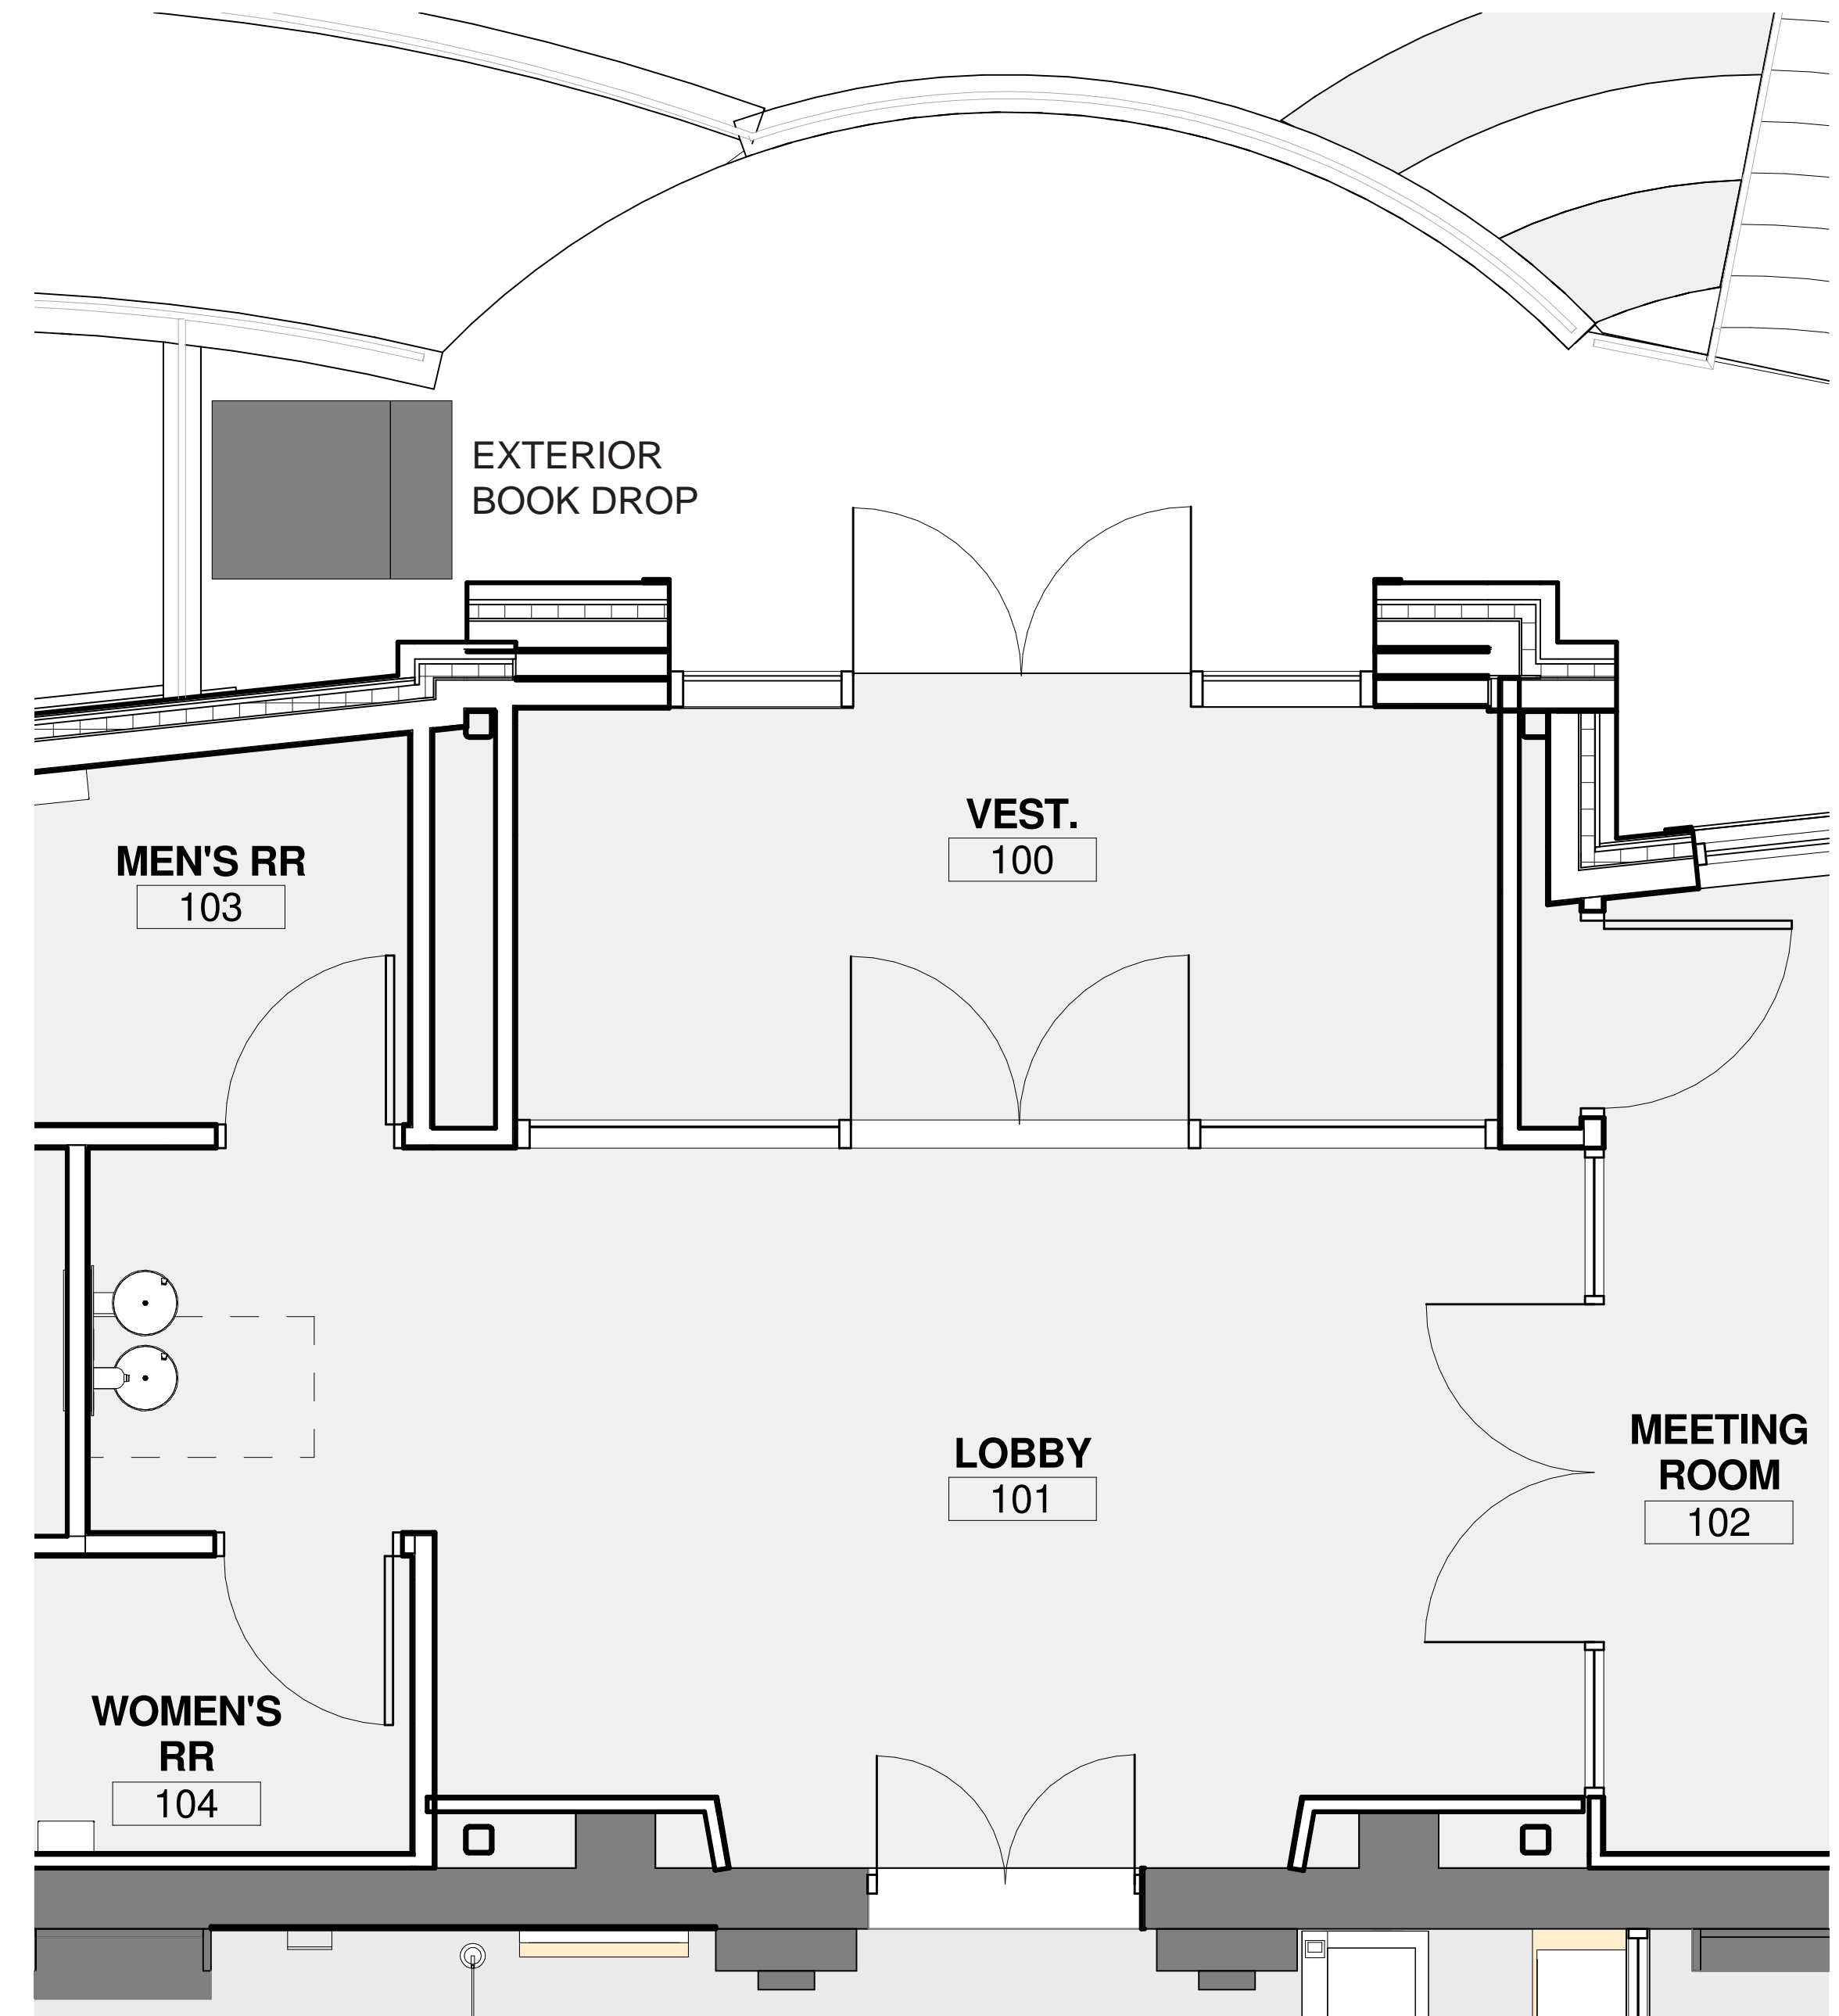 EXTERIOR
BOOK DROP
VEST.
100
MEN'S RR
103
LOBBY
101
MEETING
ROOM
102
WOMEN'S
RR
104